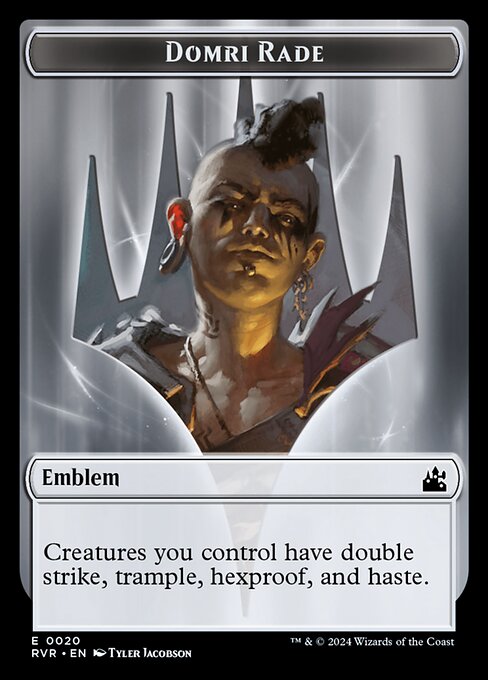 Domri Rade
Emblem
Creatures you control have double
strike, trample, hexproof, and haste.
E 0020
RVR • EN Tyler Jacobson
™ & © 2024 Wizards of the Coast